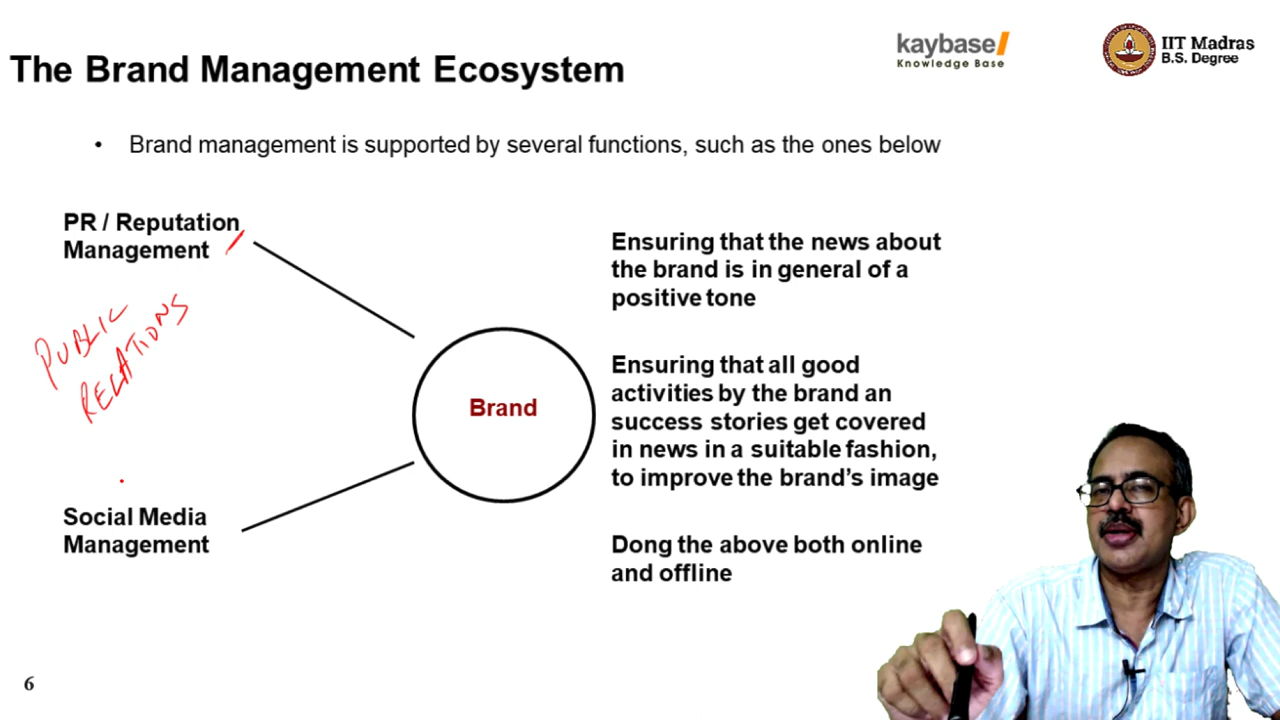 The Brand Management Ecosystem
kaybase
Knowledge Base
IIT Madras
B.S. Degree
• Brand management is supported by several functions, such as the ones below
PR / Reputation
Management
PUBLIC
RELATIONS
Social Media
Management
Brand
Ensuring that the news about
the brand is in general of a
positive tone
Ensuring that all good
activities by the brand an
success stories get covered
in news in a suitable fashion,
to improve the brand's image
Dong the above both online
and offline
6